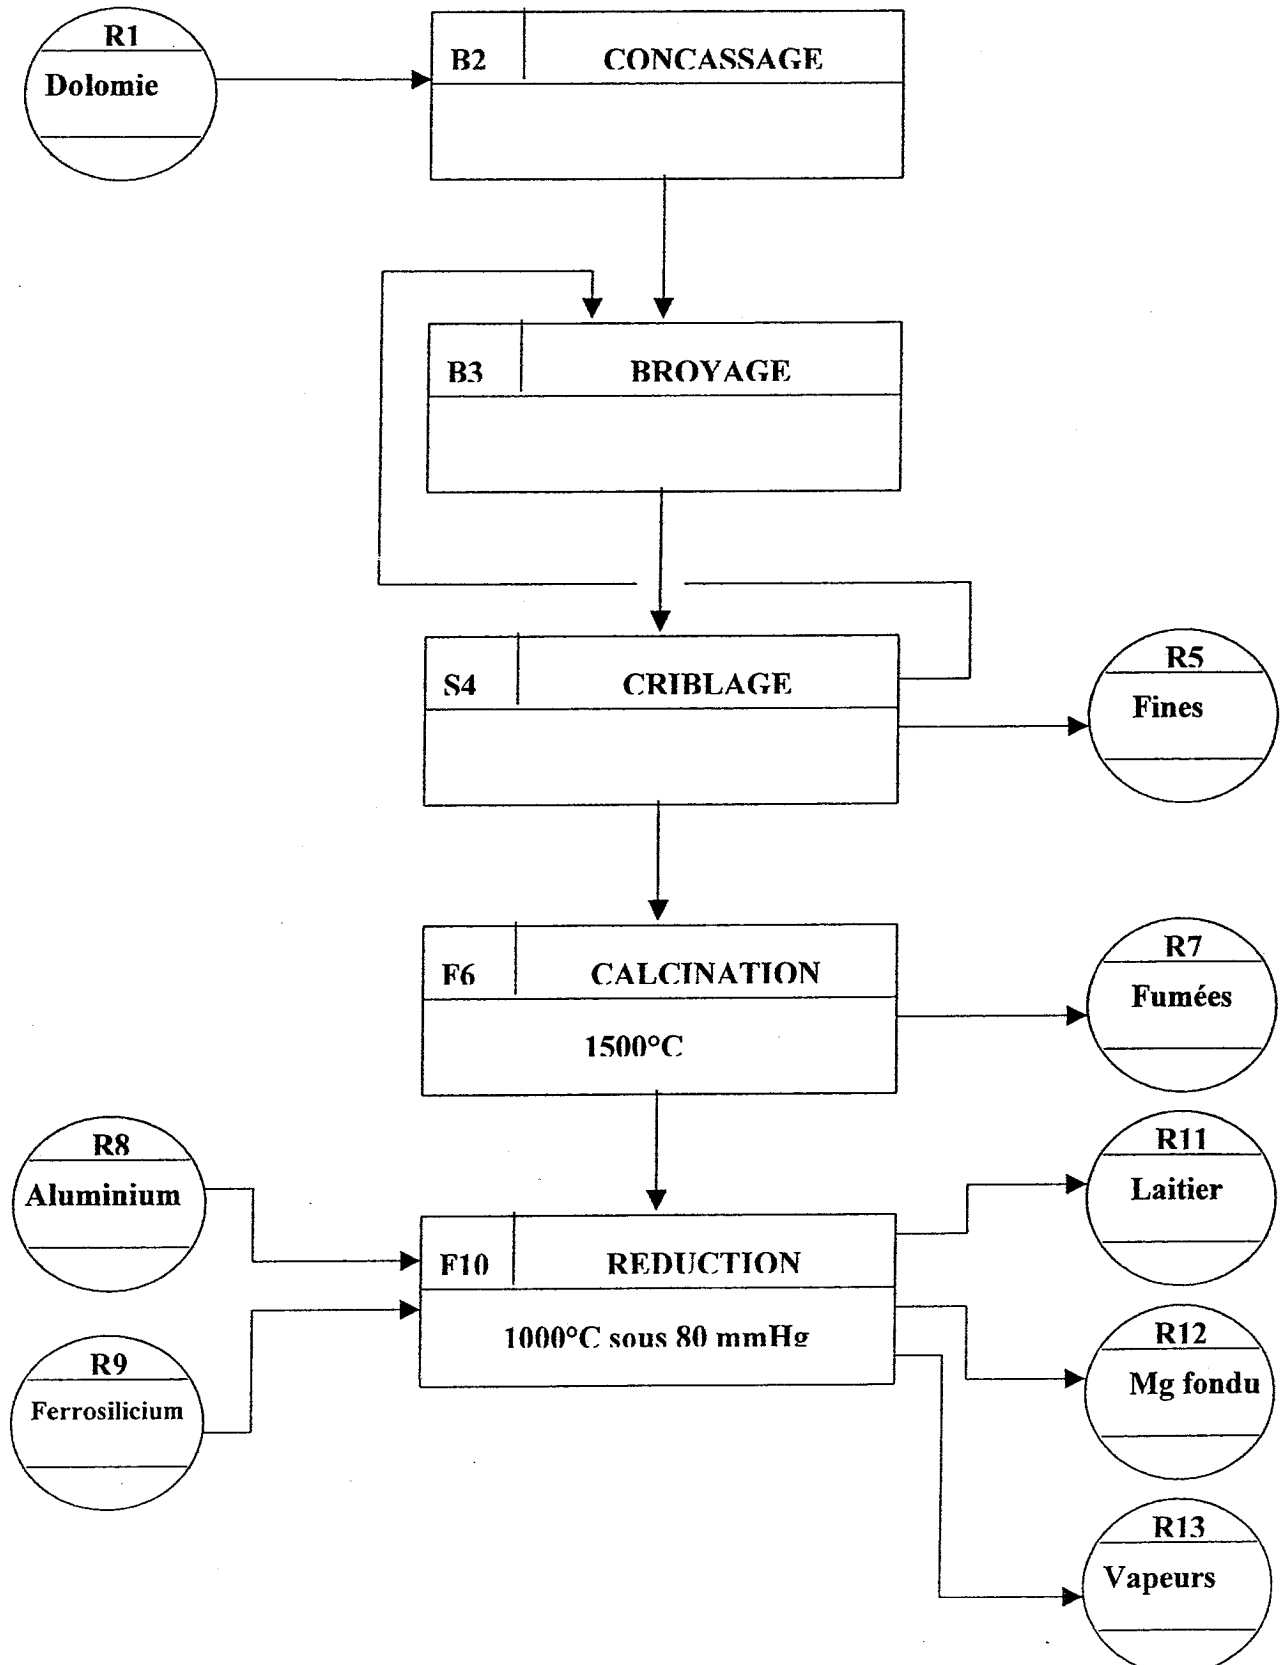 R1
Dolomie
B2
CONCASSAGE
B3
BROYAGE
S4
CRIBLAGE
R5
Fines
F6
CALCINATION
1500°C
R7
Fumées
R8
Aluminium
R9
Ferrosilicium
F10
REDUCTION
1000°C sous 80 mmHg
R11
Laitier
R12
Mg fondu
R13
Vapeurs